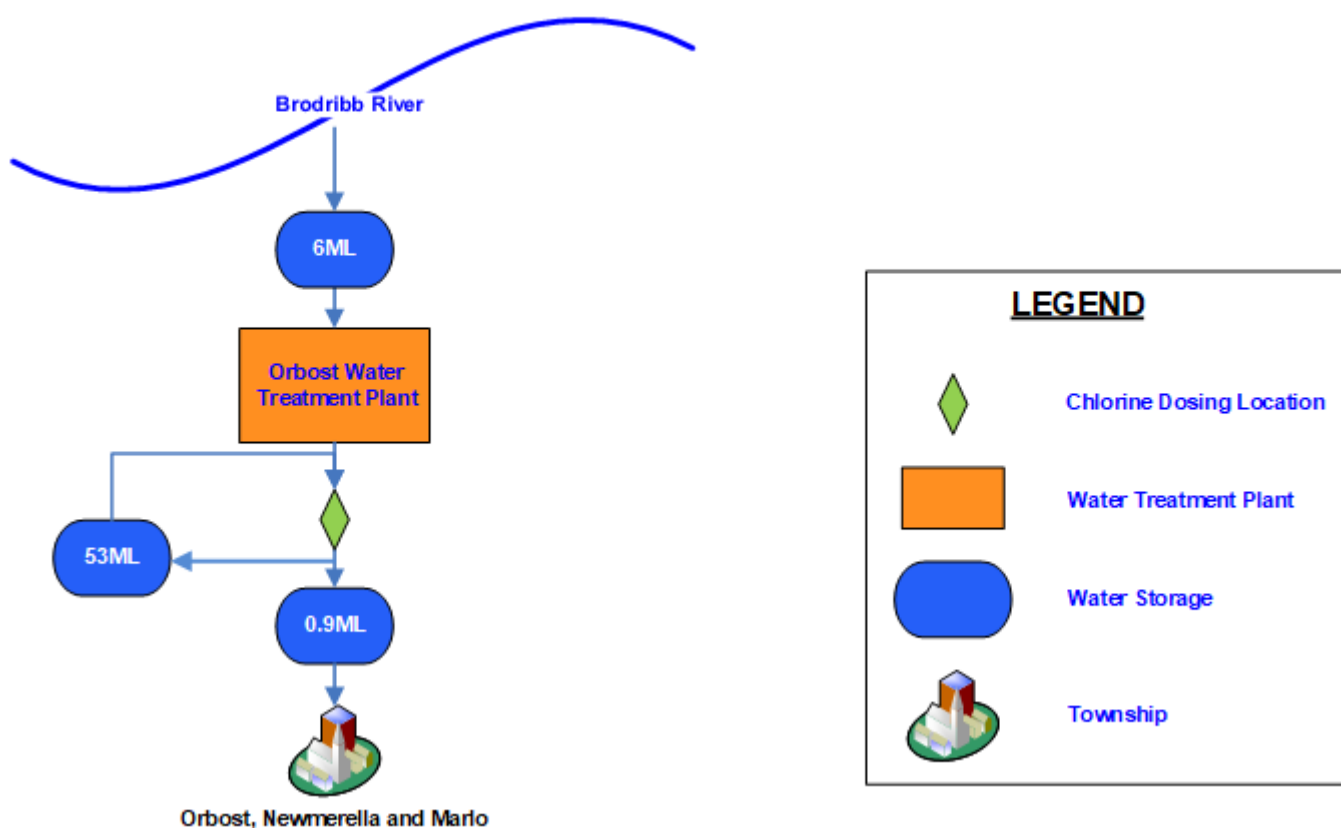 Brodribb River
6ML
Orbost Water
Treatment Plant
53ML
0.9ML
Orbost, Newmerella and Marlo
LEGEND
Chlorine Dosing Location
Water Treatment Plant
Water Storage
Township